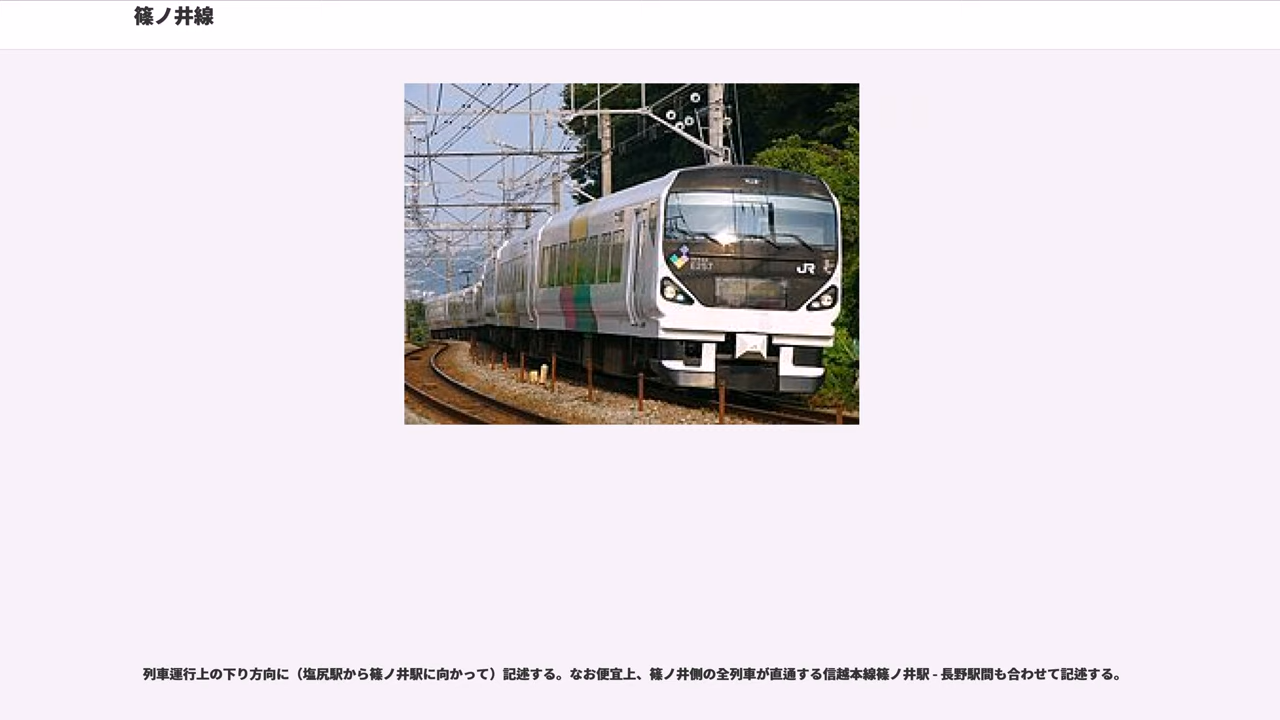 篠ノ井線
E257
JR
列車運行上の下り方向に（塩尻駅から篠ノ井駅に向かって）記述する。なお便宜上、篠ノ井側の全列車が直通する信越本線篠ノ井駅 - 長野駅間も合わせて記述する。